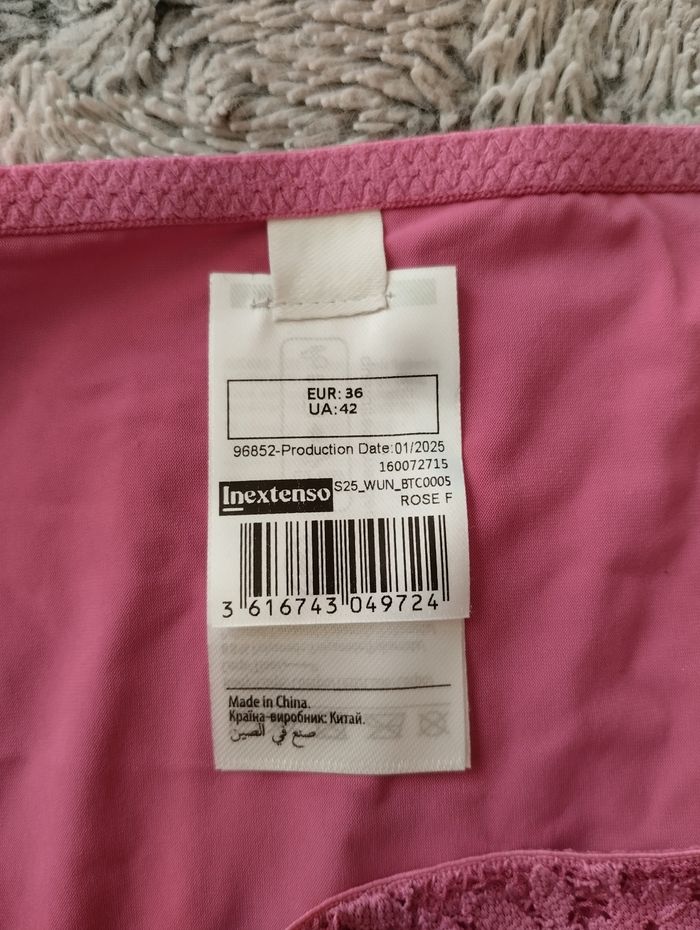 EUR: 36
UA: 42
96852-Production Date:01/2025
160072715
Inextenso
S25_WUN_BTC0005
ROSE F
3 616743 049724
Made in China.
Країна-виробник: Китай.
صنع في الصين